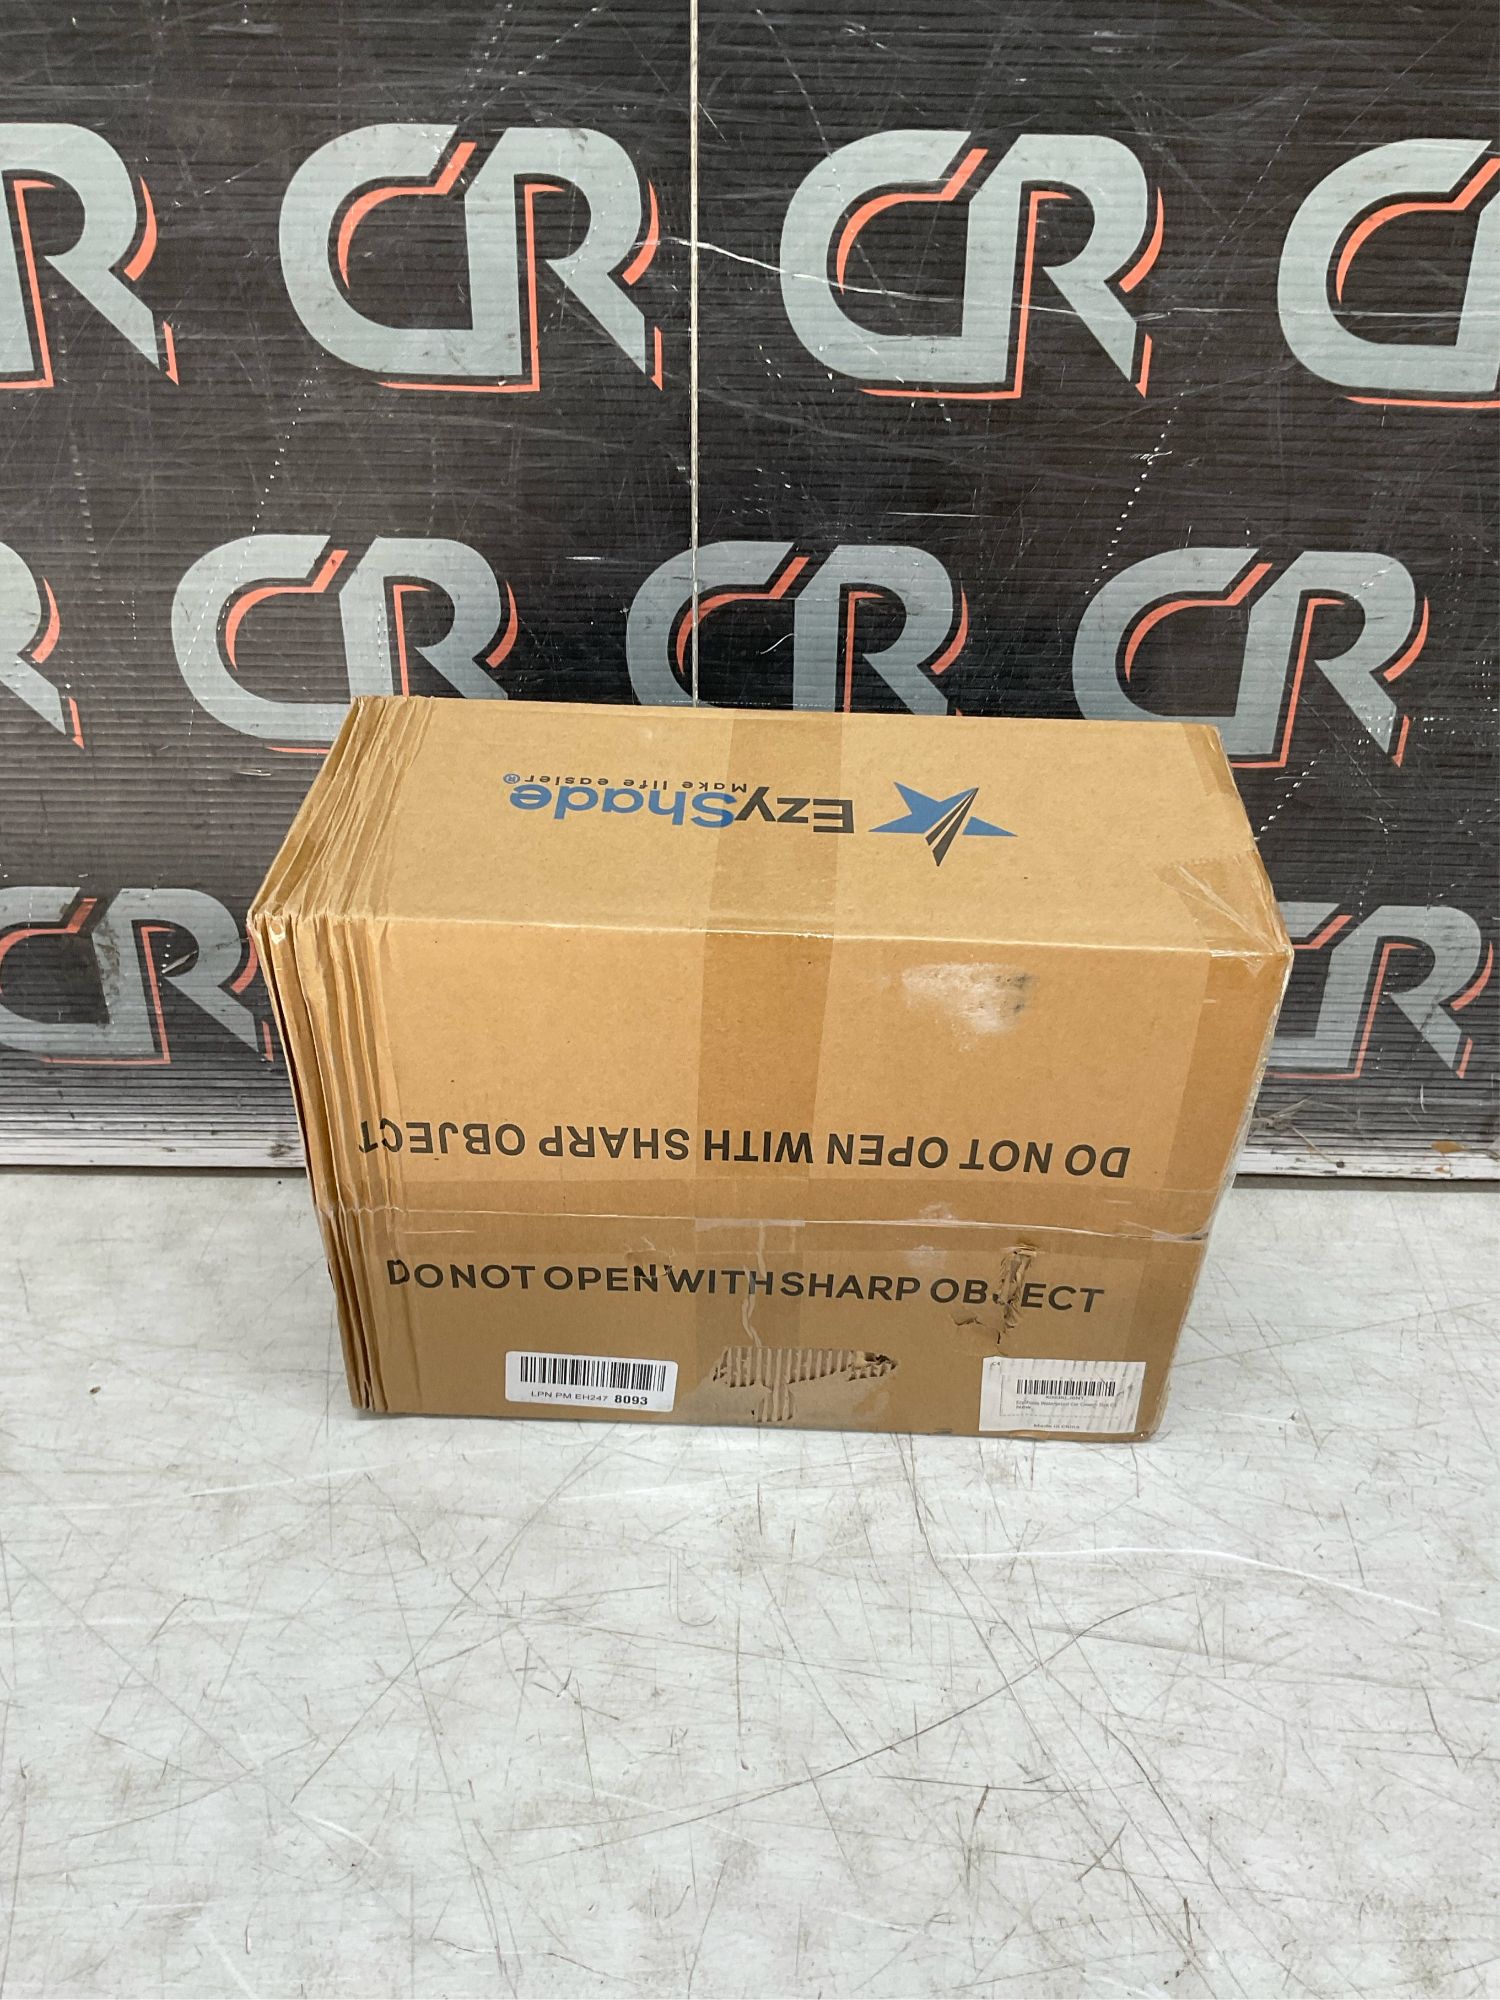 CR CR CR CR
CR CR CR CR
CR CR
EzyShade
Make life easier®
DO NOT OPEN WITH SHARP OBJECT
DO NOT OPEN WITH SHARP OBJECT
LPN PM EH247 8093
New
Made in China